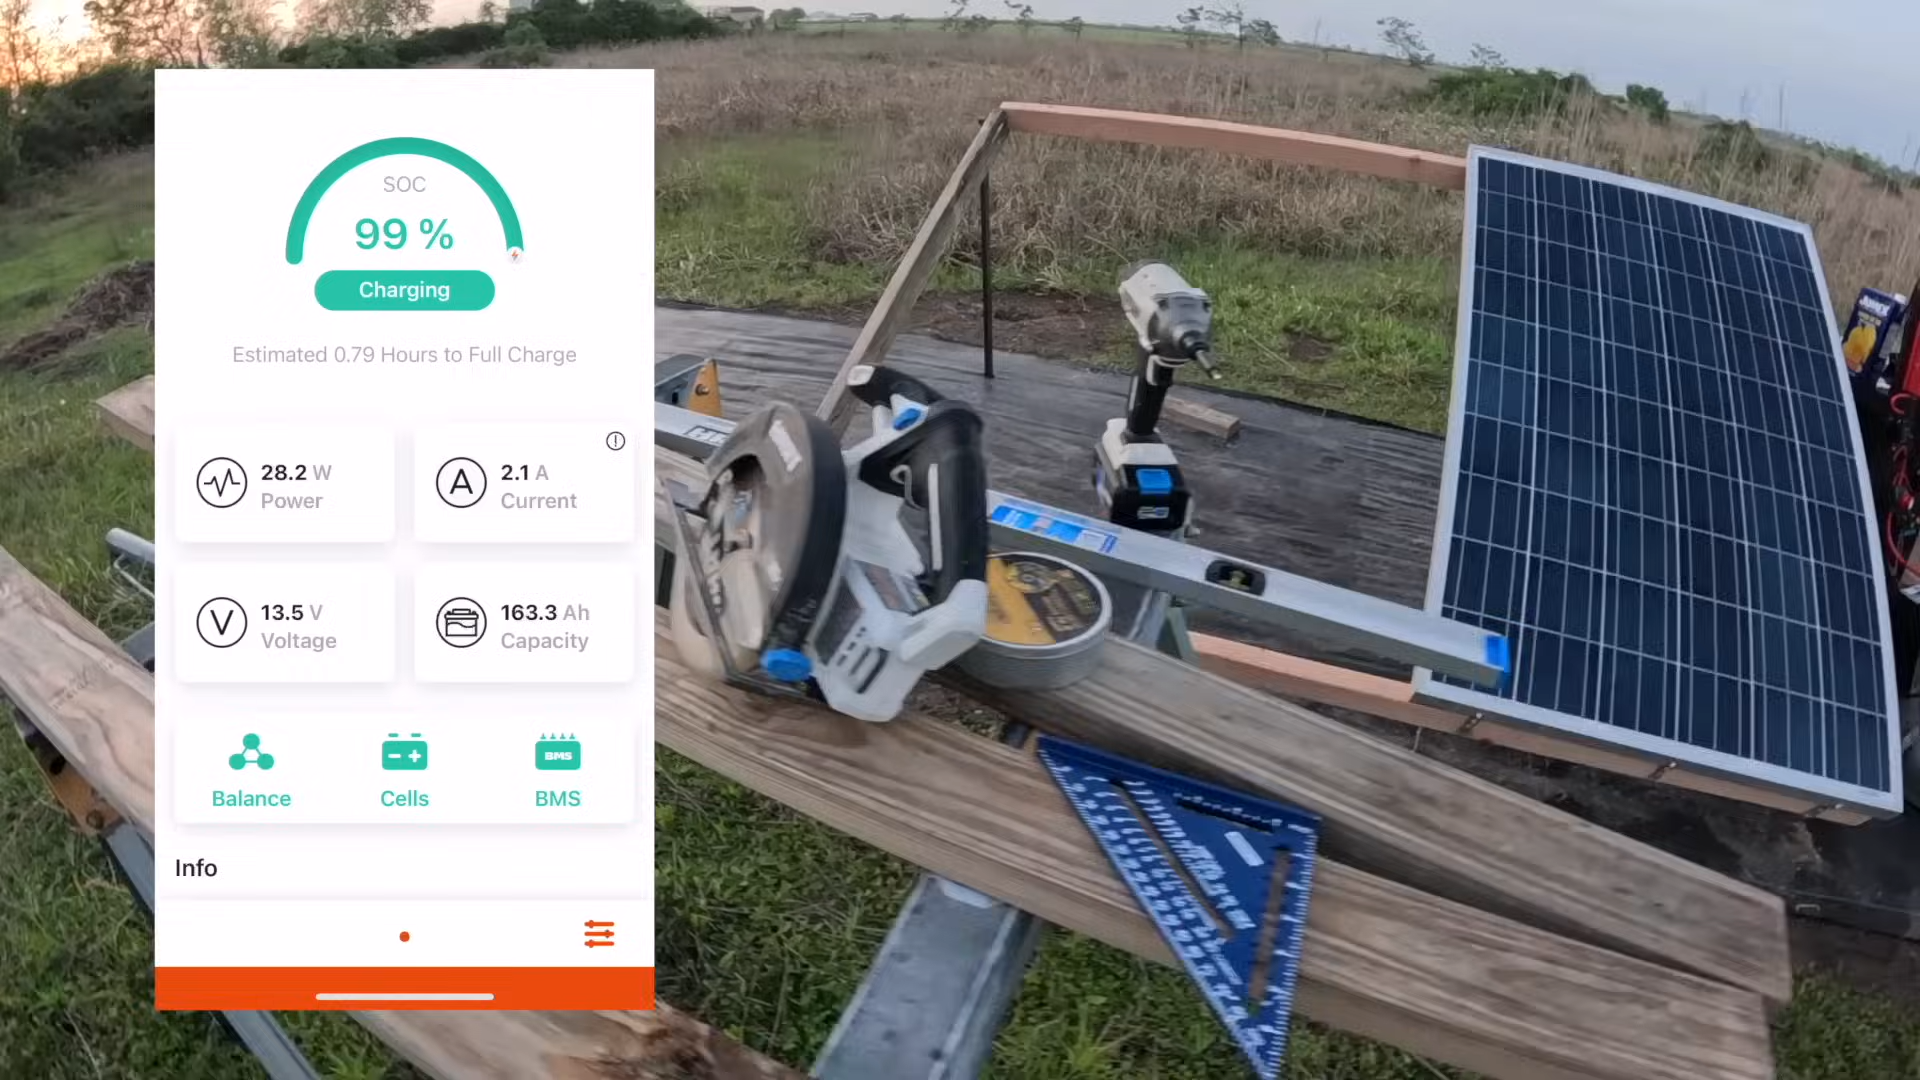 SOC
99 %
Charging
Estimated 0.79 Hours to Full Charge
28.2 W
Power
2.1 A
Current
13.5 V
Voltage
163.3 Ah
Capacity
BMS
Balance
Cells
BMS
Info